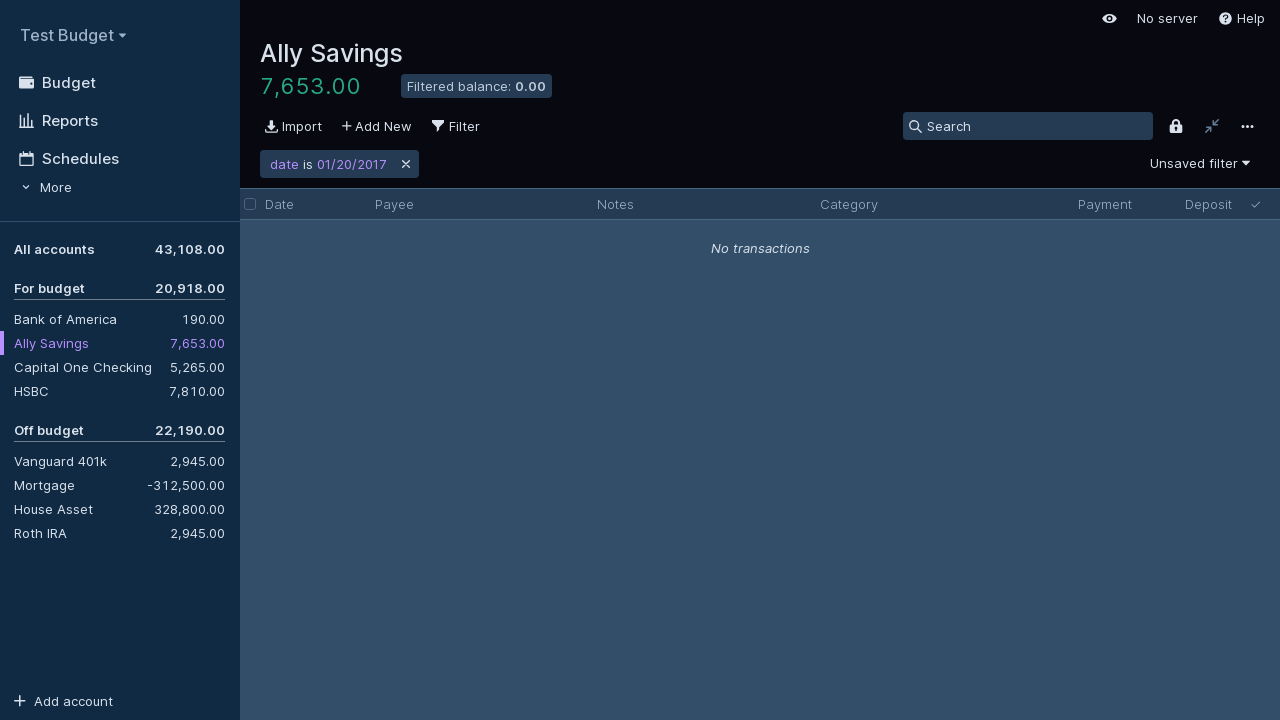 Test Budget
Budget
Reports
Schedules
More
All accounts 43,108.00
For budget 20,918.00
Bank of America 190.00
Ally Savings 7,653.00
Capital One Checking 5,265.00
HSBC 7,810.00
Off budget 22,190.00
Vanguard 401k 2,945.00
Mortgage -312,500.00
House Asset 328,800.00
Roth IRA 2,945.00
Add account
No server Help
Ally Savings
7,653.00 Filtered balance: 0.00
Import Add New Filter Search
date is 01/20/2017 Unsaved filter
Date Payee Notes Category Payment Deposit
No transactions